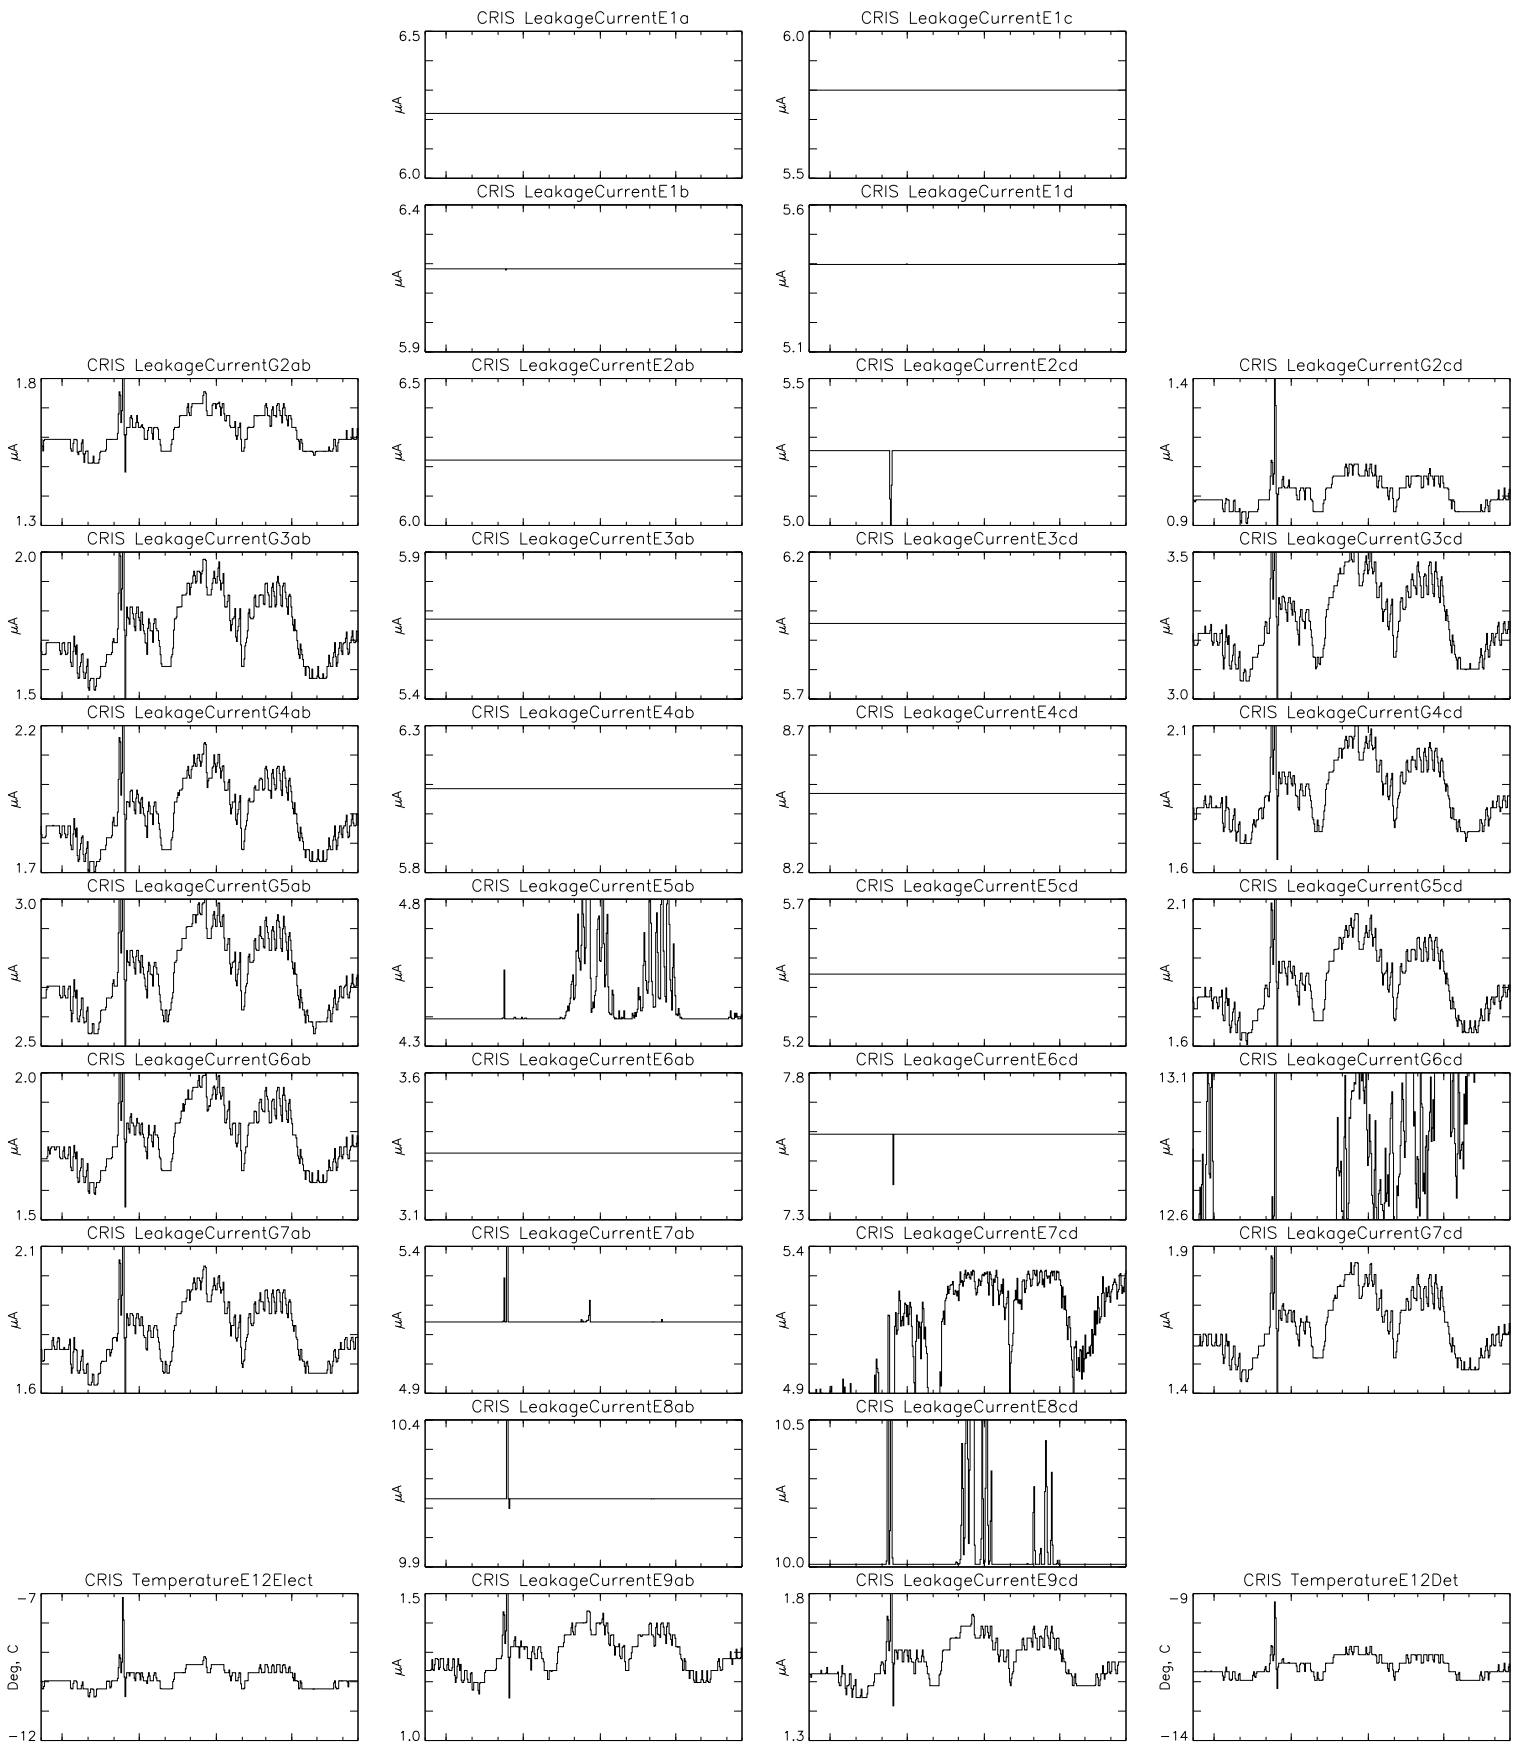 CRIS LeakageCurrentE1a
6.5
µA
6.0
CRIS LeakageCurrentE1c
6.0
µA
5.5
CRIS LeakageCurrentE1b
6.4
µA
5.9
CRIS LeakageCurrentE1d
5.6
µA
5.1
CRIS LeakageCurrentG2ab
1.8
µA
1.3
CRIS LeakageCurrentE2ab
6.5
µA
6.0
CRIS LeakageCurrentE2cd
5.5
µA
5.0
CRIS LeakageCurrentG2cd
1.4
µA
0.9
CRIS LeakageCurrentG3ab
2.0
µA
1.5
CRIS LeakageCurrentE3ab
5.9
µA
5.4
CRIS LeakageCurrentE3cd
6.2
µA
5.7
CRIS LeakageCurrentG3cd
3.5
µA
3.0
CRIS LeakageCurrentG4ab
2.2
µA
1.7
CRIS LeakageCurrentE4ab
6.3
µA
5.8
CRIS LeakageCurrentE4cd
8.7
µA
8.2
CRIS LeakageCurrentG4cd
2.1
µA
1.6
CRIS LeakageCurrentG5ab
3.0
µA
2.5
CRIS LeakageCurrentE5ab
4.8
µA
4.3
CRIS LeakageCurrentE5cd
5.7
µA
5.2
CRIS LeakageCurrentG5cd
2.1
µA
1.6
CRIS LeakageCurrentG6ab
2.0
µA
1.5
CRIS LeakageCurrentE6ab
3.6
µA
3.1
CRIS LeakageCurrentE6cd
7.8
µA
7.3
CRIS LeakageCurrentG6cd
13.1
µA
12.6
CRIS LeakageCurrentG7ab
2.1
µA
1.6
CRIS LeakageCurrentE7ab
5.4
µA
4.9
CRIS LeakageCurrentE7cd
5.4
µA
4.9
CRIS LeakageCurrentG7cd
1.9
µA
1.4
CRIS LeakageCurrentE8ab
10.4
µA
9.9
CRIS LeakageCurrentE8cd
10.5
µA
10.0
CRIS TemperatureE12Elect
-7
Deg, C
-12
CRIS LeakageCurrentE9ab
1.5
µA
1.0
CRIS LeakageCurrentE9cd
1.8
µA
1.3
CRIS TemperatureE12Det
-9
Deg, C
-14